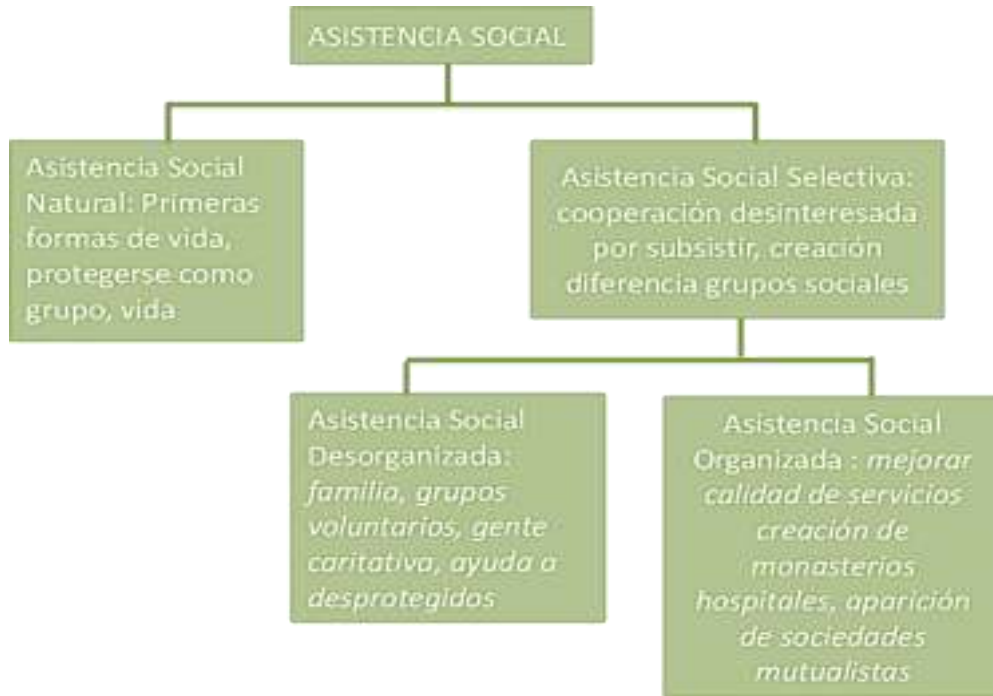 ASISTENCIA SOCIAL
Asistencia Social
Natural: Primeras
formas de vida,
protegerse como
grupo, vida
Asistencia Social Selectiva:
cooperación desinteresada
por subsistir, creación
diferencia grupos sociales
Asistencia Social
Desorganizada:
familia, grupos
voluntarios, gente
caritativa, ayuda a
desprotegidos
Asistencia Social
Organizada : mejorar
calidad de servicios
creación de
monasterios
hospitales, aparición
de sociedades
mutualistas